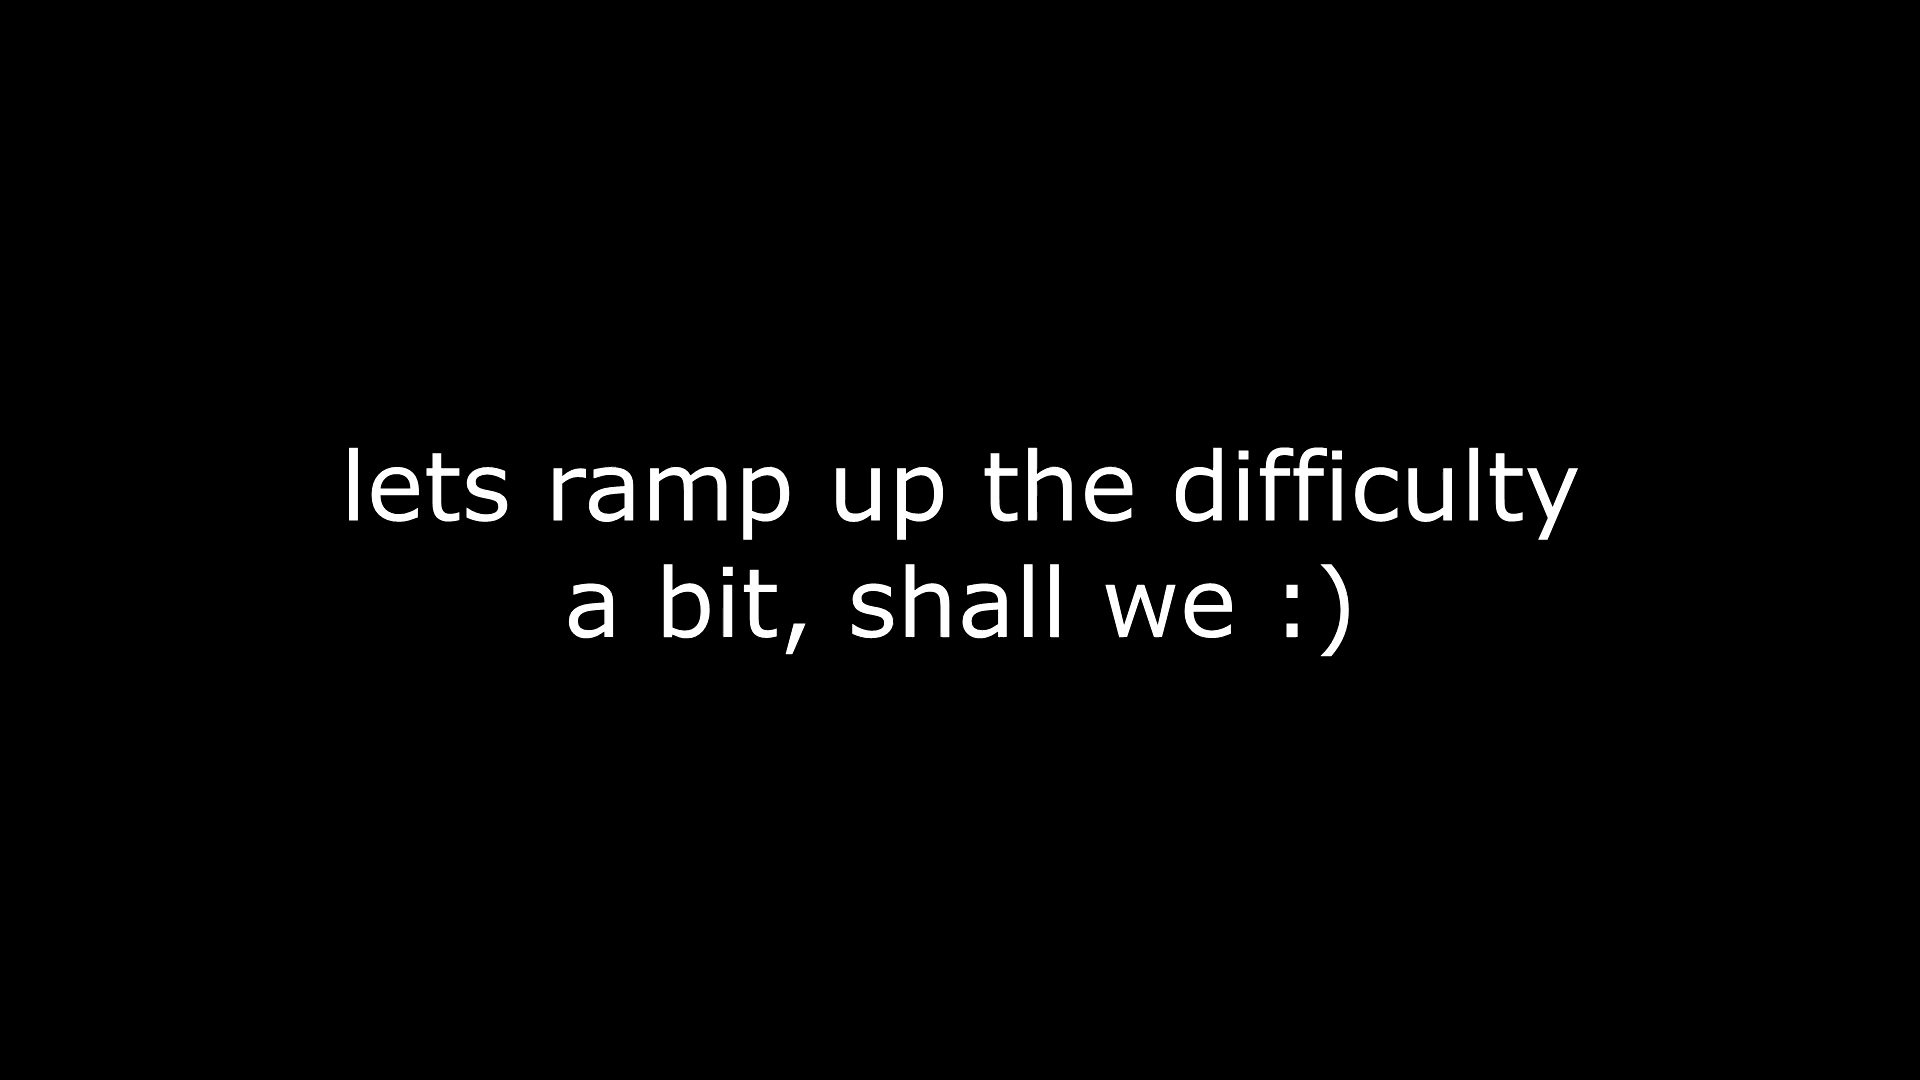 lets ramp up the difficulty
a bit, shall we :)